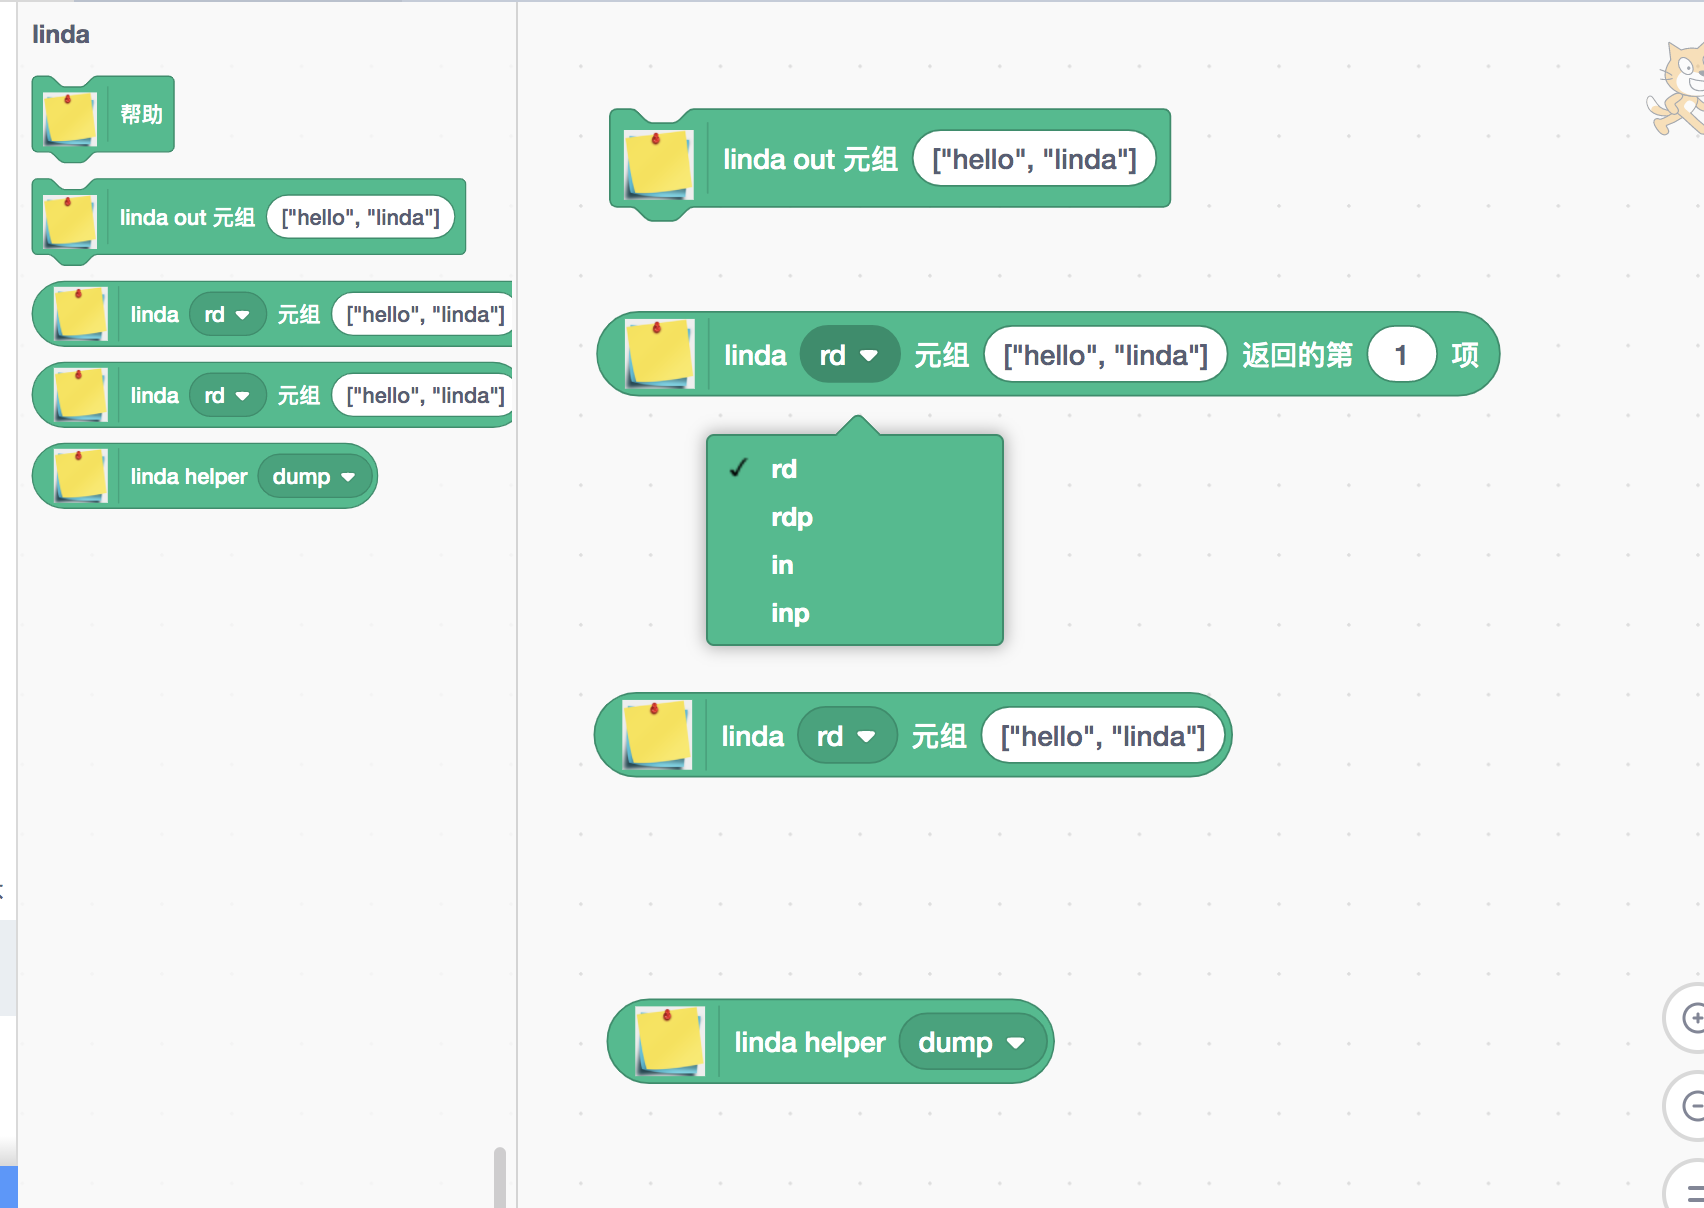 linda
帮助
linda out 元组 ["hello", "linda"]
linda rd 元组 ["hello", "linda"]
linda rd 元组 ["hello", "linda"]
linda helper dump
linda out 元组 ["hello", "linda"]
linda rd 元组 ["hello", "linda"] 返回的第 1 项
✓ rd
rdp
in
inp
linda rd 元组 ["hello", "linda"]
linda helper dump